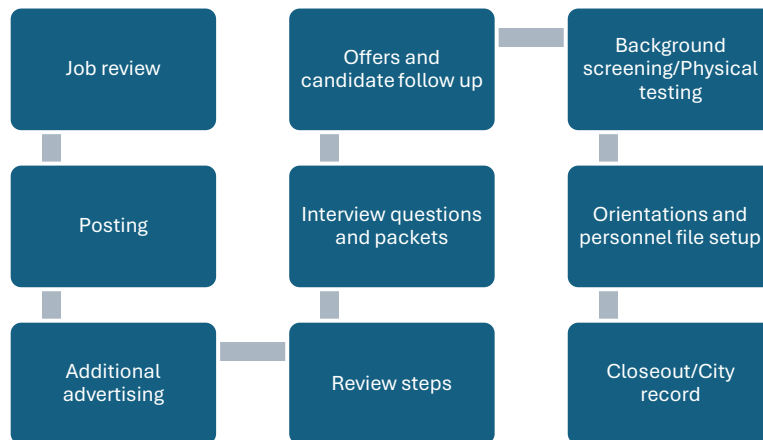 Job review
Posting
Additional
advertising
Review steps
Interview questions
and packets
Offers and
candidate follow up
Background
screening/Physical
testing
Orientations and
personnel file setup
Closeout/City
record